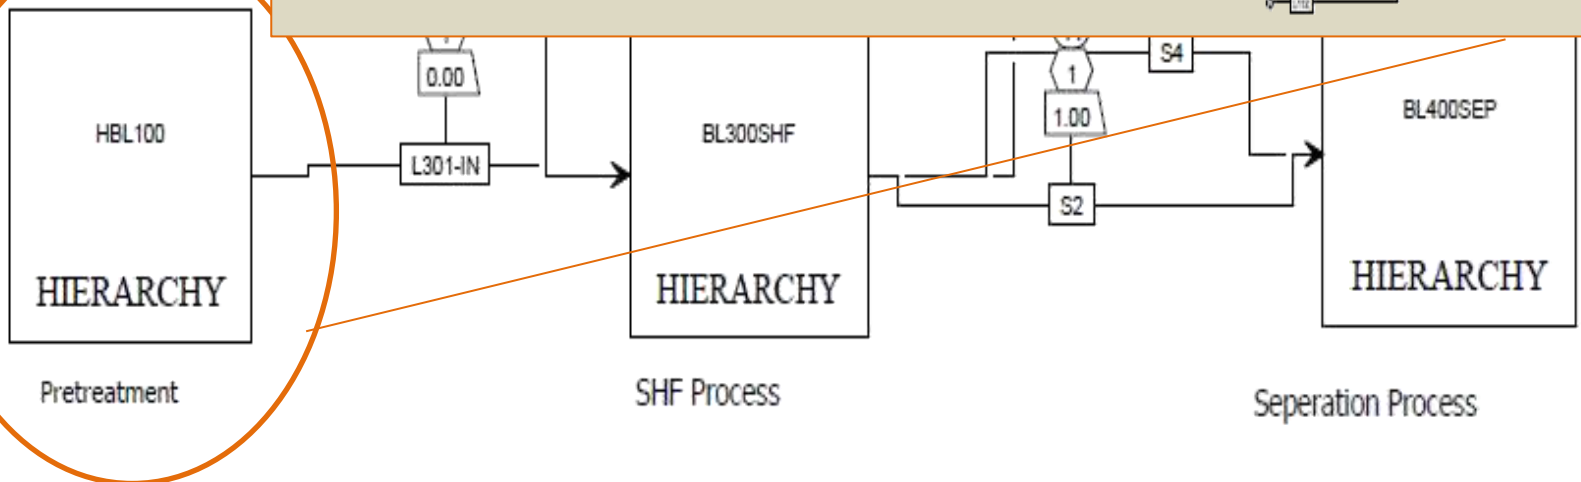 HBL100
HIERARCHY
Pretreatment
0.00
L301-IN
BL300SHF
HIERARCHY
SHF Process
S4
1
1.00
S2
BL400SEP
HIERARCHY
Seperation Process